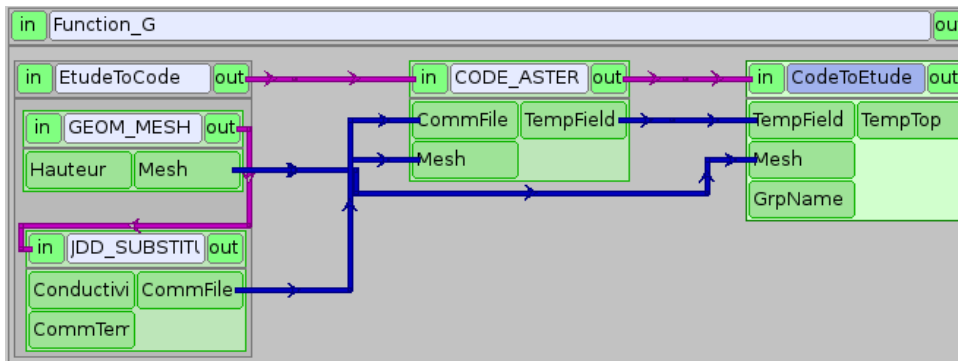 in Function_G ou
in EtudeToCode out in CODE_ASTER out in CodeToEtude out
in GEOM_MESH out CommFile TempField TempField TempTop
Hauteur Mesh Mesh Mesh
GrpName
in JDD_SUBSTITU out
Conductivi CommFile
CommTem